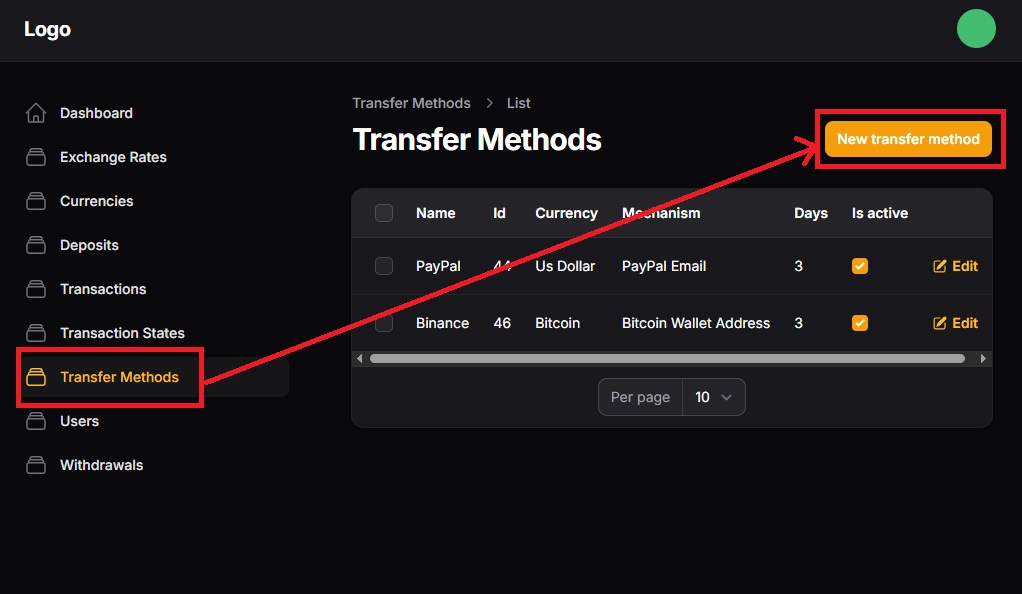 Logo
Dashboard
Exchange Rates
Currencies
Deposits
Transactions
Transaction States
Transfer Methods
Users
Withdrawals
Transfer Methods > List
Transfer Methods
New transfer method
Name Id Currency Mechanism Days Is active
PayPal 44 Us Dollar PayPal Email 3 Edit
Binance 46 Bitcoin Bitcoin Wallet Address 3 Edit
Per page 10